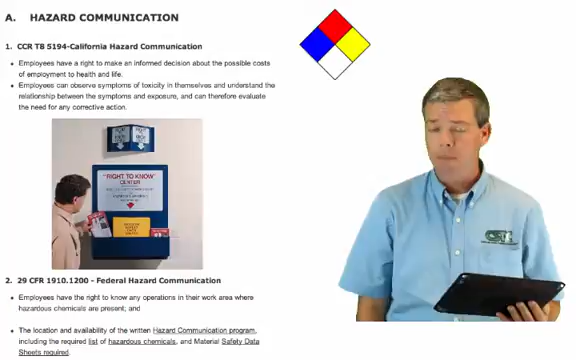 A. HAZARD COMMUNICATION
1. CCR T8 5194-California Hazard Communication
Employees have a right to make an informed decision about the possible costs
of employment to health and life.
Employees can observe symptoms of toxicity in themselves and understand the
relationship between the symptoms and exposure, and can therefore evaluate
the need for any corrective action.
"RIGHT TO KNOW"
CENTER
2. 29 CFR 1910.1200 - Federal Hazard Communication
Employees have the right to know any operations in their work area where
hazardous chemicals are present; and
The location and availability of the written Hazard Communication program,
including the required list of hazardous chemicals, and Material Safety Data
Sheets required.